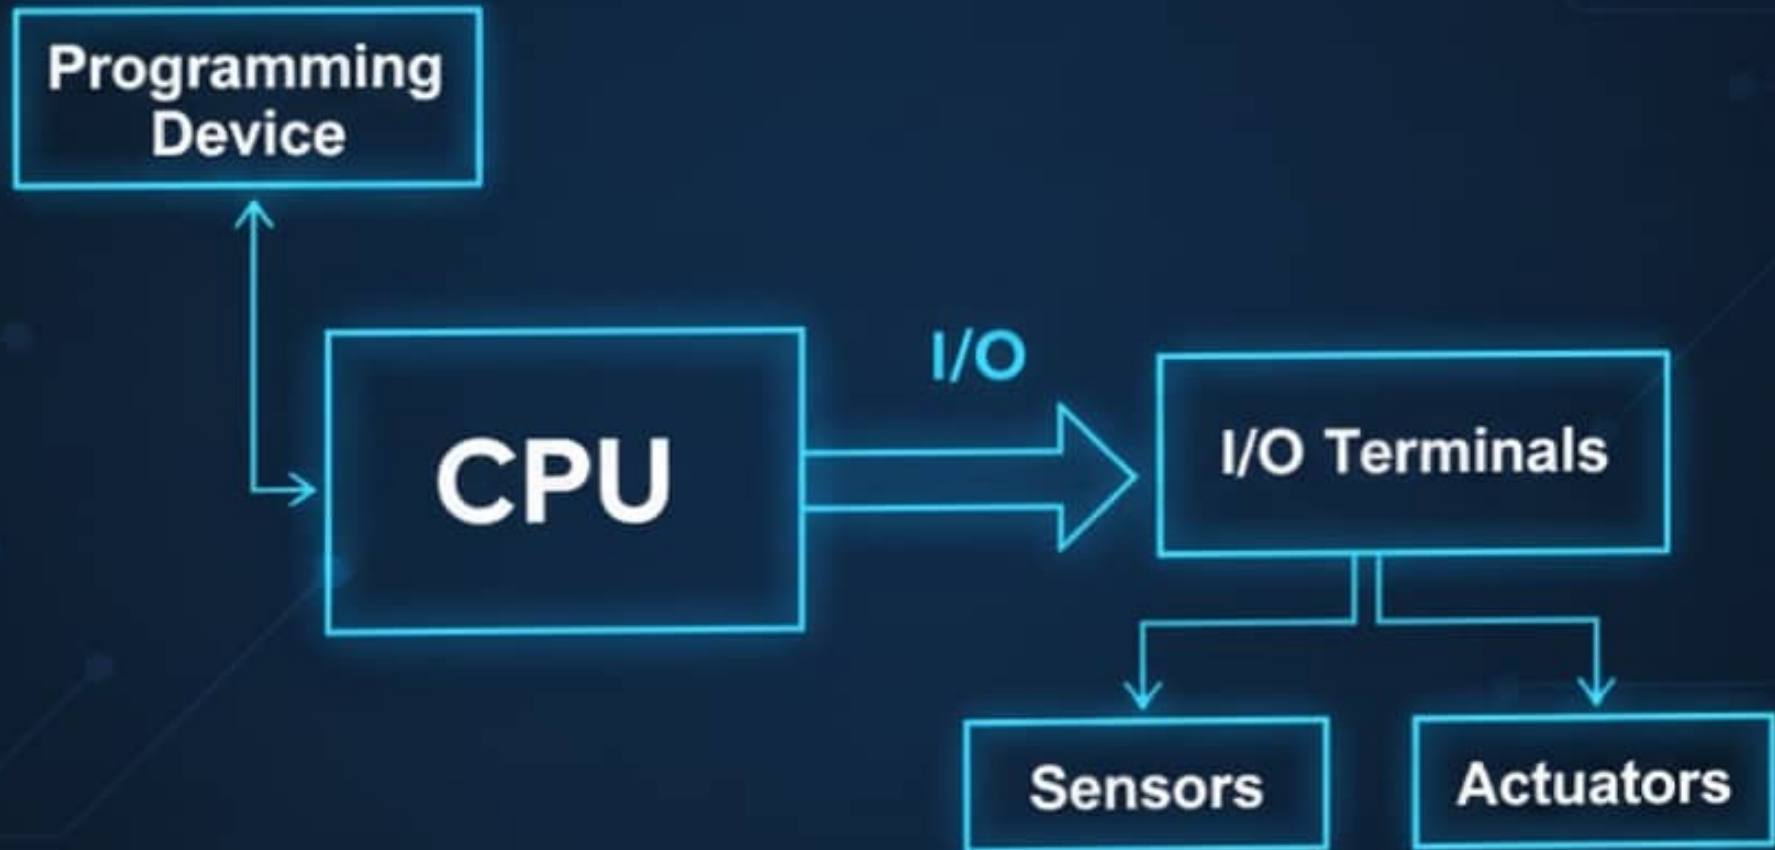 Programming
Device
CPU
I/O
I/O Terminals
Sensors
Actuators